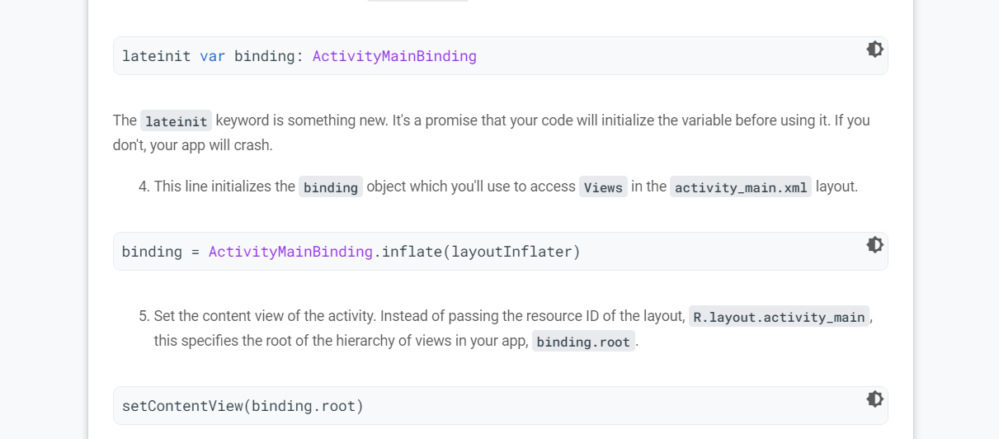 lateinit var binding: ActivityMainBinding
The lateinit keyword is something new. It's a promise that your code will initialize the variable before using it. If you
don't, your app will crash.
4. This line initializes the binding object which you'll use to access Views in the activity_main.xml layout.
binding = ActivityMainBinding.inflate(layoutInflater)
5. Set the content view of the activity. Instead of passing the resource ID of the layout, R.layout.activity_main,
this specifies the root of the hierarchy of views in your app, binding.root.
setContentView(binding.root)